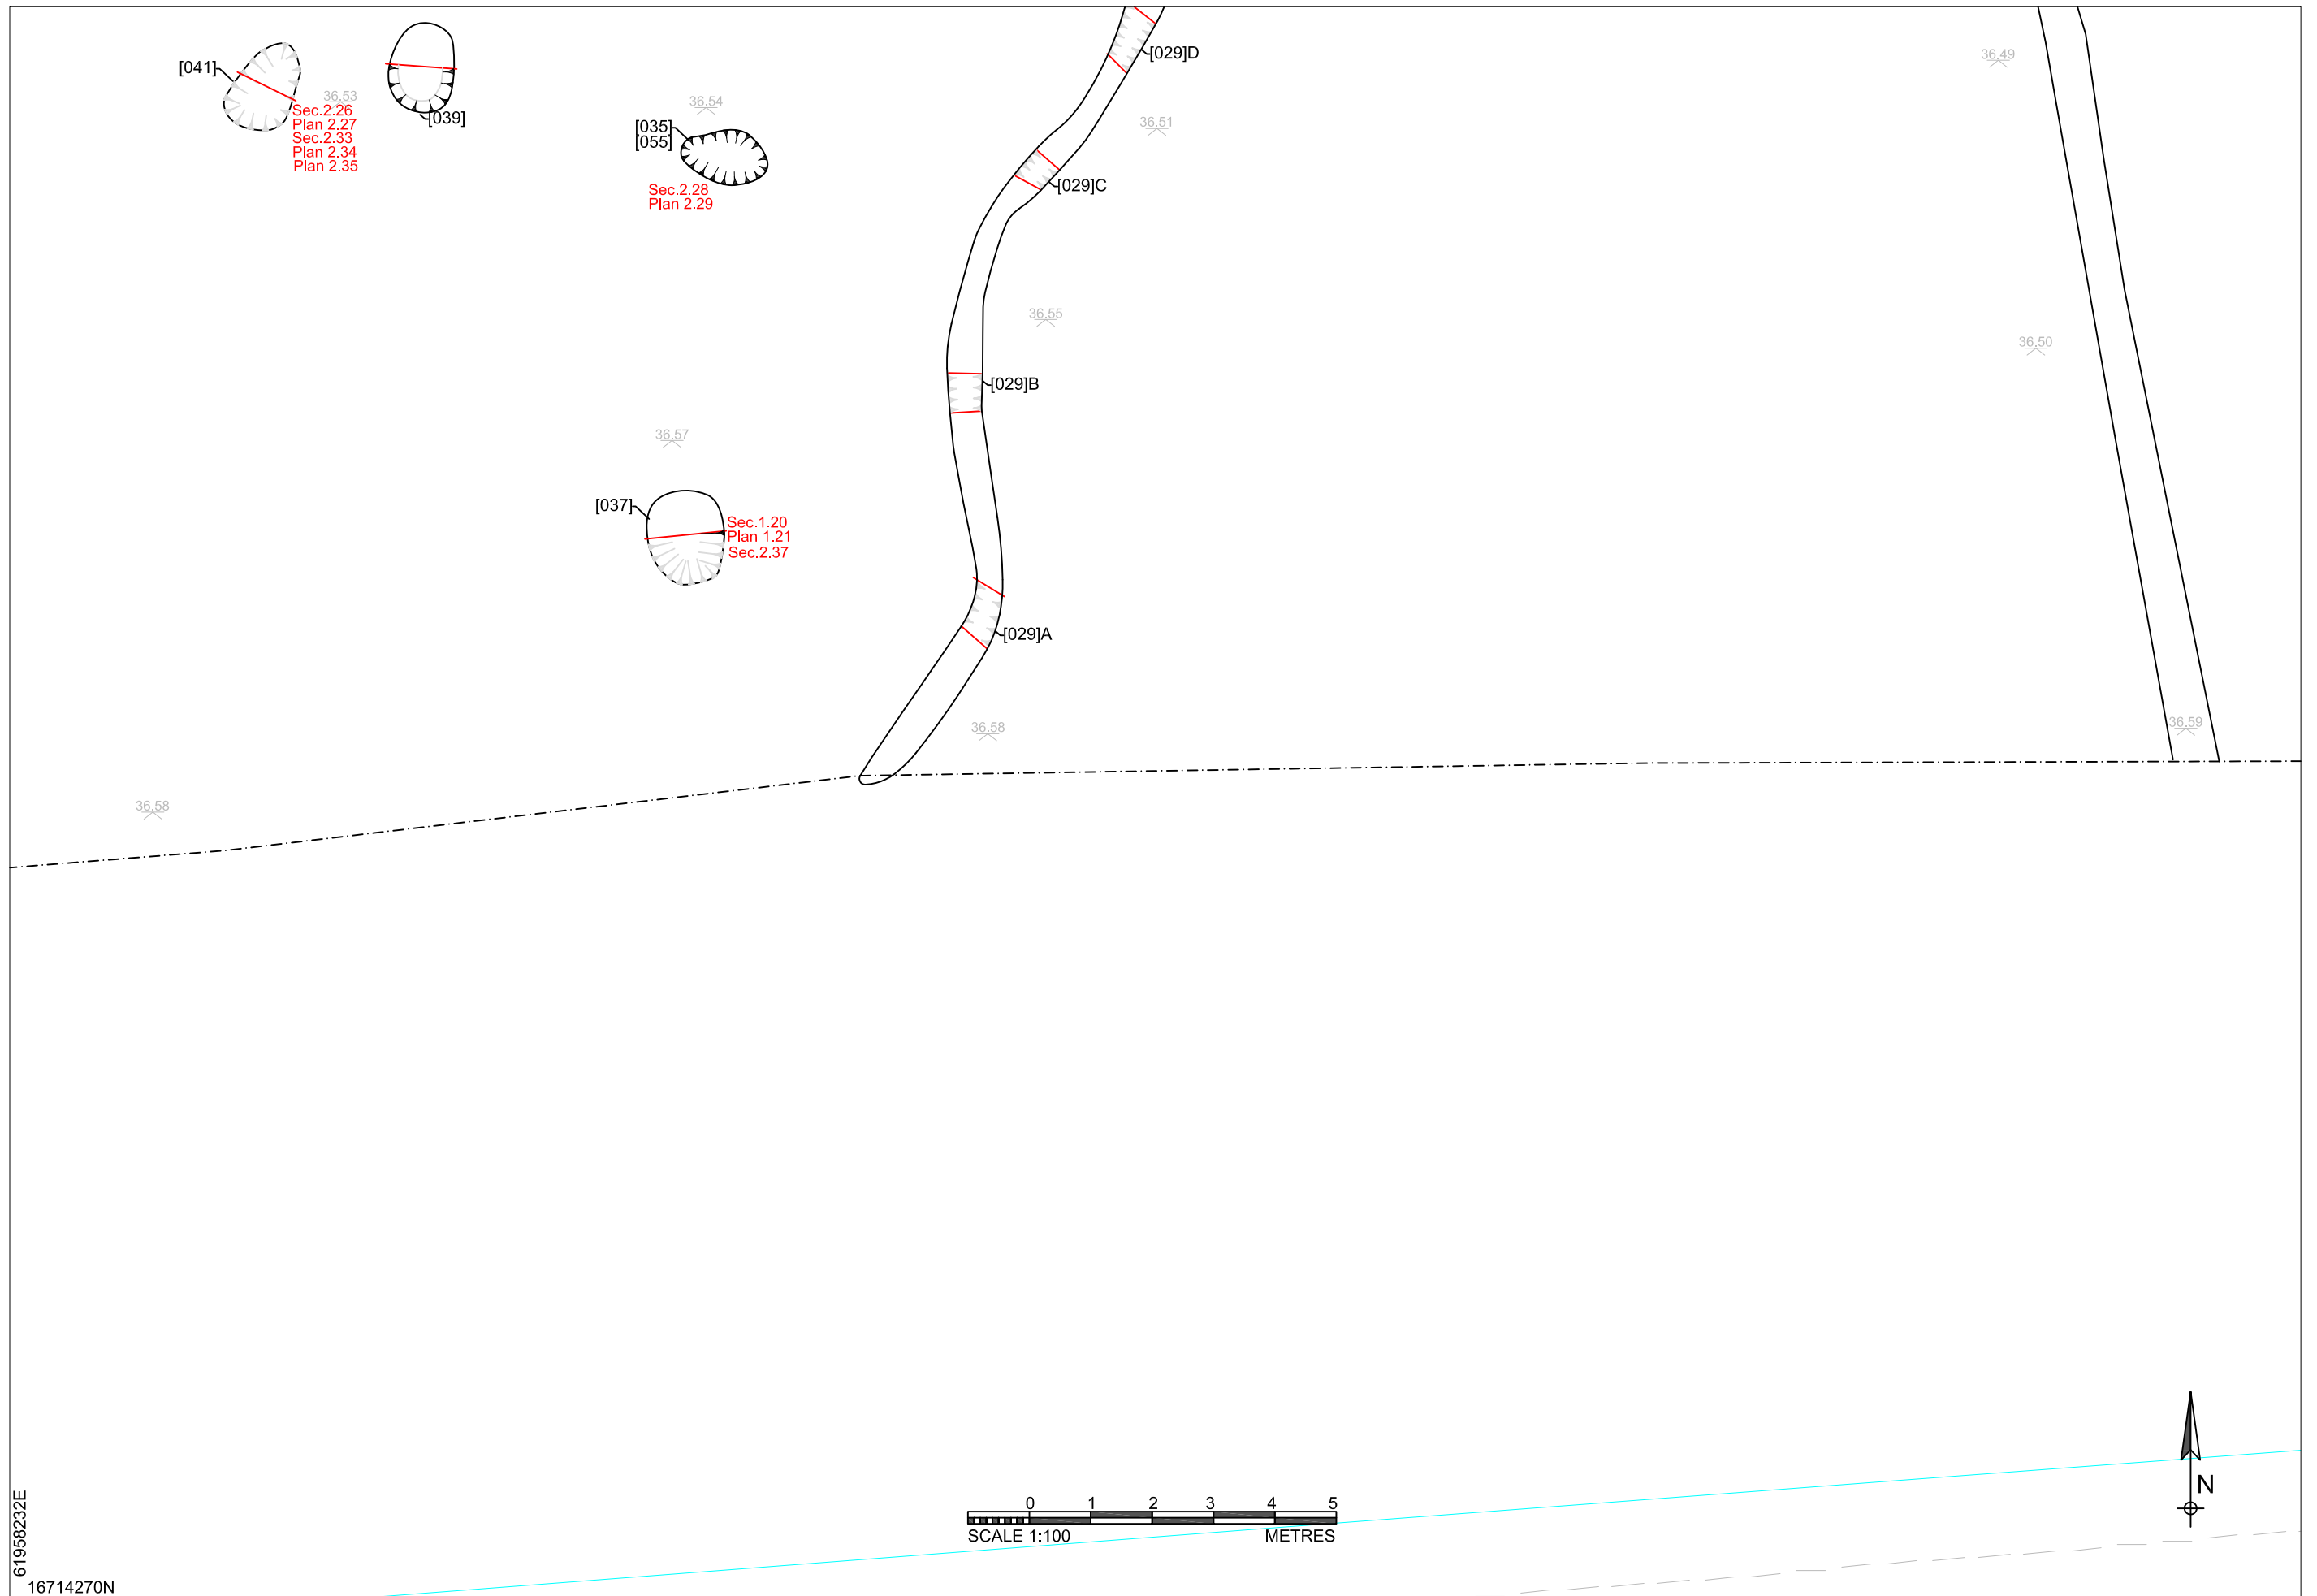 [029]D
36.49
[041]
36.53
Sec.2.26
Plan 2.27
Sec.2.33
Plan 2.34
Plan 2.35
[039]
36.54
[035]
[055]
Sec.2.28
Plan 2.29
36.51
[029]C
36.55
36.50
[029]B
36.57
[037]
Sec.1.20
Plan 1.21
Sec.2.37
[029]A
36.58
36.59
36.58
N
0 1 2 3 4 5
SCALE 1:100 METRES
61958232E
16714270N